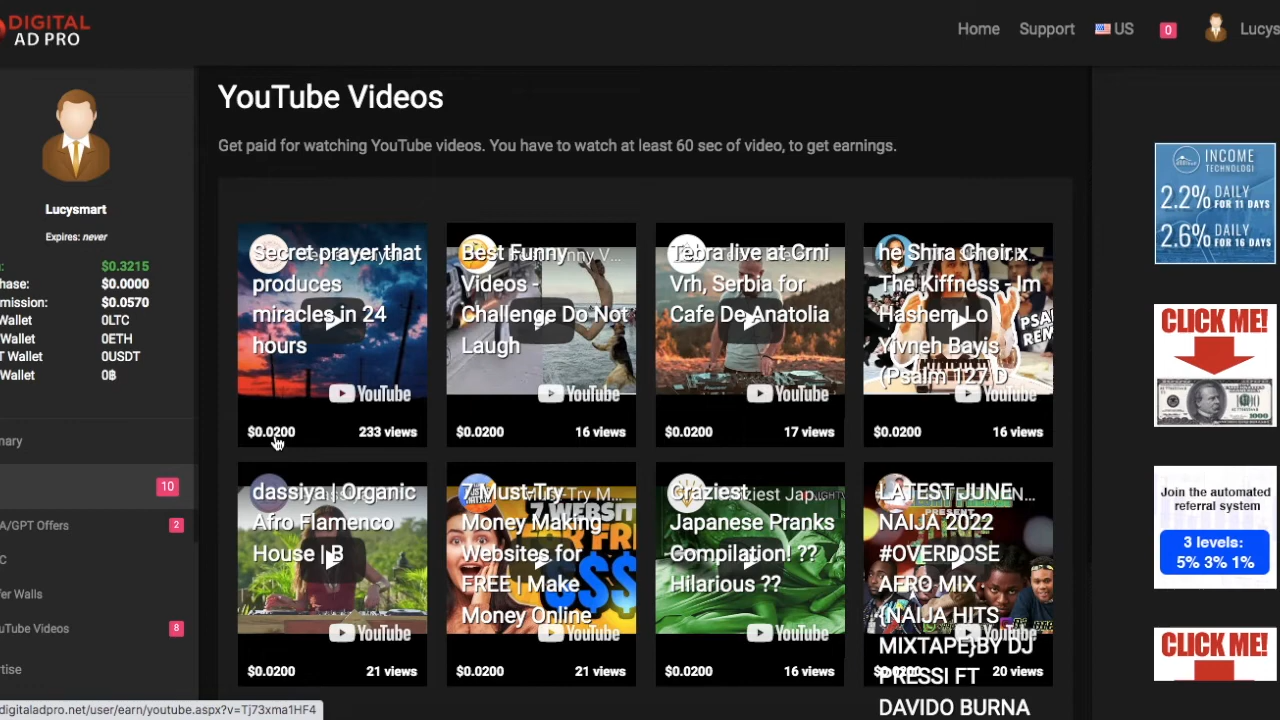 DIGITAL
AD PRO
Home
Support
US
0
Lucys
Lucysmart
Expires: never
$0.3215
hase:
$0.0000
mission:
$0.0570
Wallet
0LTC
Wallet
0ETH
T Wallet
0USDT
Wallet
0฿
mary
10
A/GPT Offers
2
C
fer Walls
uTube Videos
8
rtise
YouTube Videos
Get paid for watching YouTube videos. You have to watch at least 60 sec of video, to get earnings.
Secret prayer that
produces
miracles in 24
hours
YouTube
$0.0200
233 views
Best Funny
Videos -
Challenge Do Not
Laugh
YouTube
$0.0200
16 views
Tebra live at Crni
Vrh, Serbia for
Cafe De Anatolia
YouTube
$0.0200
17 views
he Shira Choir x
The Kiffness - Im
Hashem Lo
Yivneh Bayis
(Psalm 127 D
YouTube
$0.0200
16 views
dassiya | Organic
Afro Flamenco
House | B
YouTube
$0.0200
21 views
7 Must-Try
Money Making
Websites for
FREE | Make
Money Online
YouTube
$0.0200
21 views
Craziest
Japanese Pranks
Compilation! ??
Hilarious ??
YouTube
$0.0200
16 views
LATEST JUNE
NAIJA 2022
#OVERDOSE
AFRO MIX
{NAIJA HITS
MIXTAPE}BY DJ
PRESSI FT
DAVIDO BURNA
YouTube
$0.0200
20 views
INCOME
TECHNOLOGI
2.2% DAILY
FOR 11 DAYS
2.6% DAILY
FOR 16 DAYS
CLICK ME!
Join the automated
referral system
3 levels:
5% 3% 1%
CLICK ME!
digitaladpro.net/user/earn/youtube.aspx?v=Tj73xma1HF4